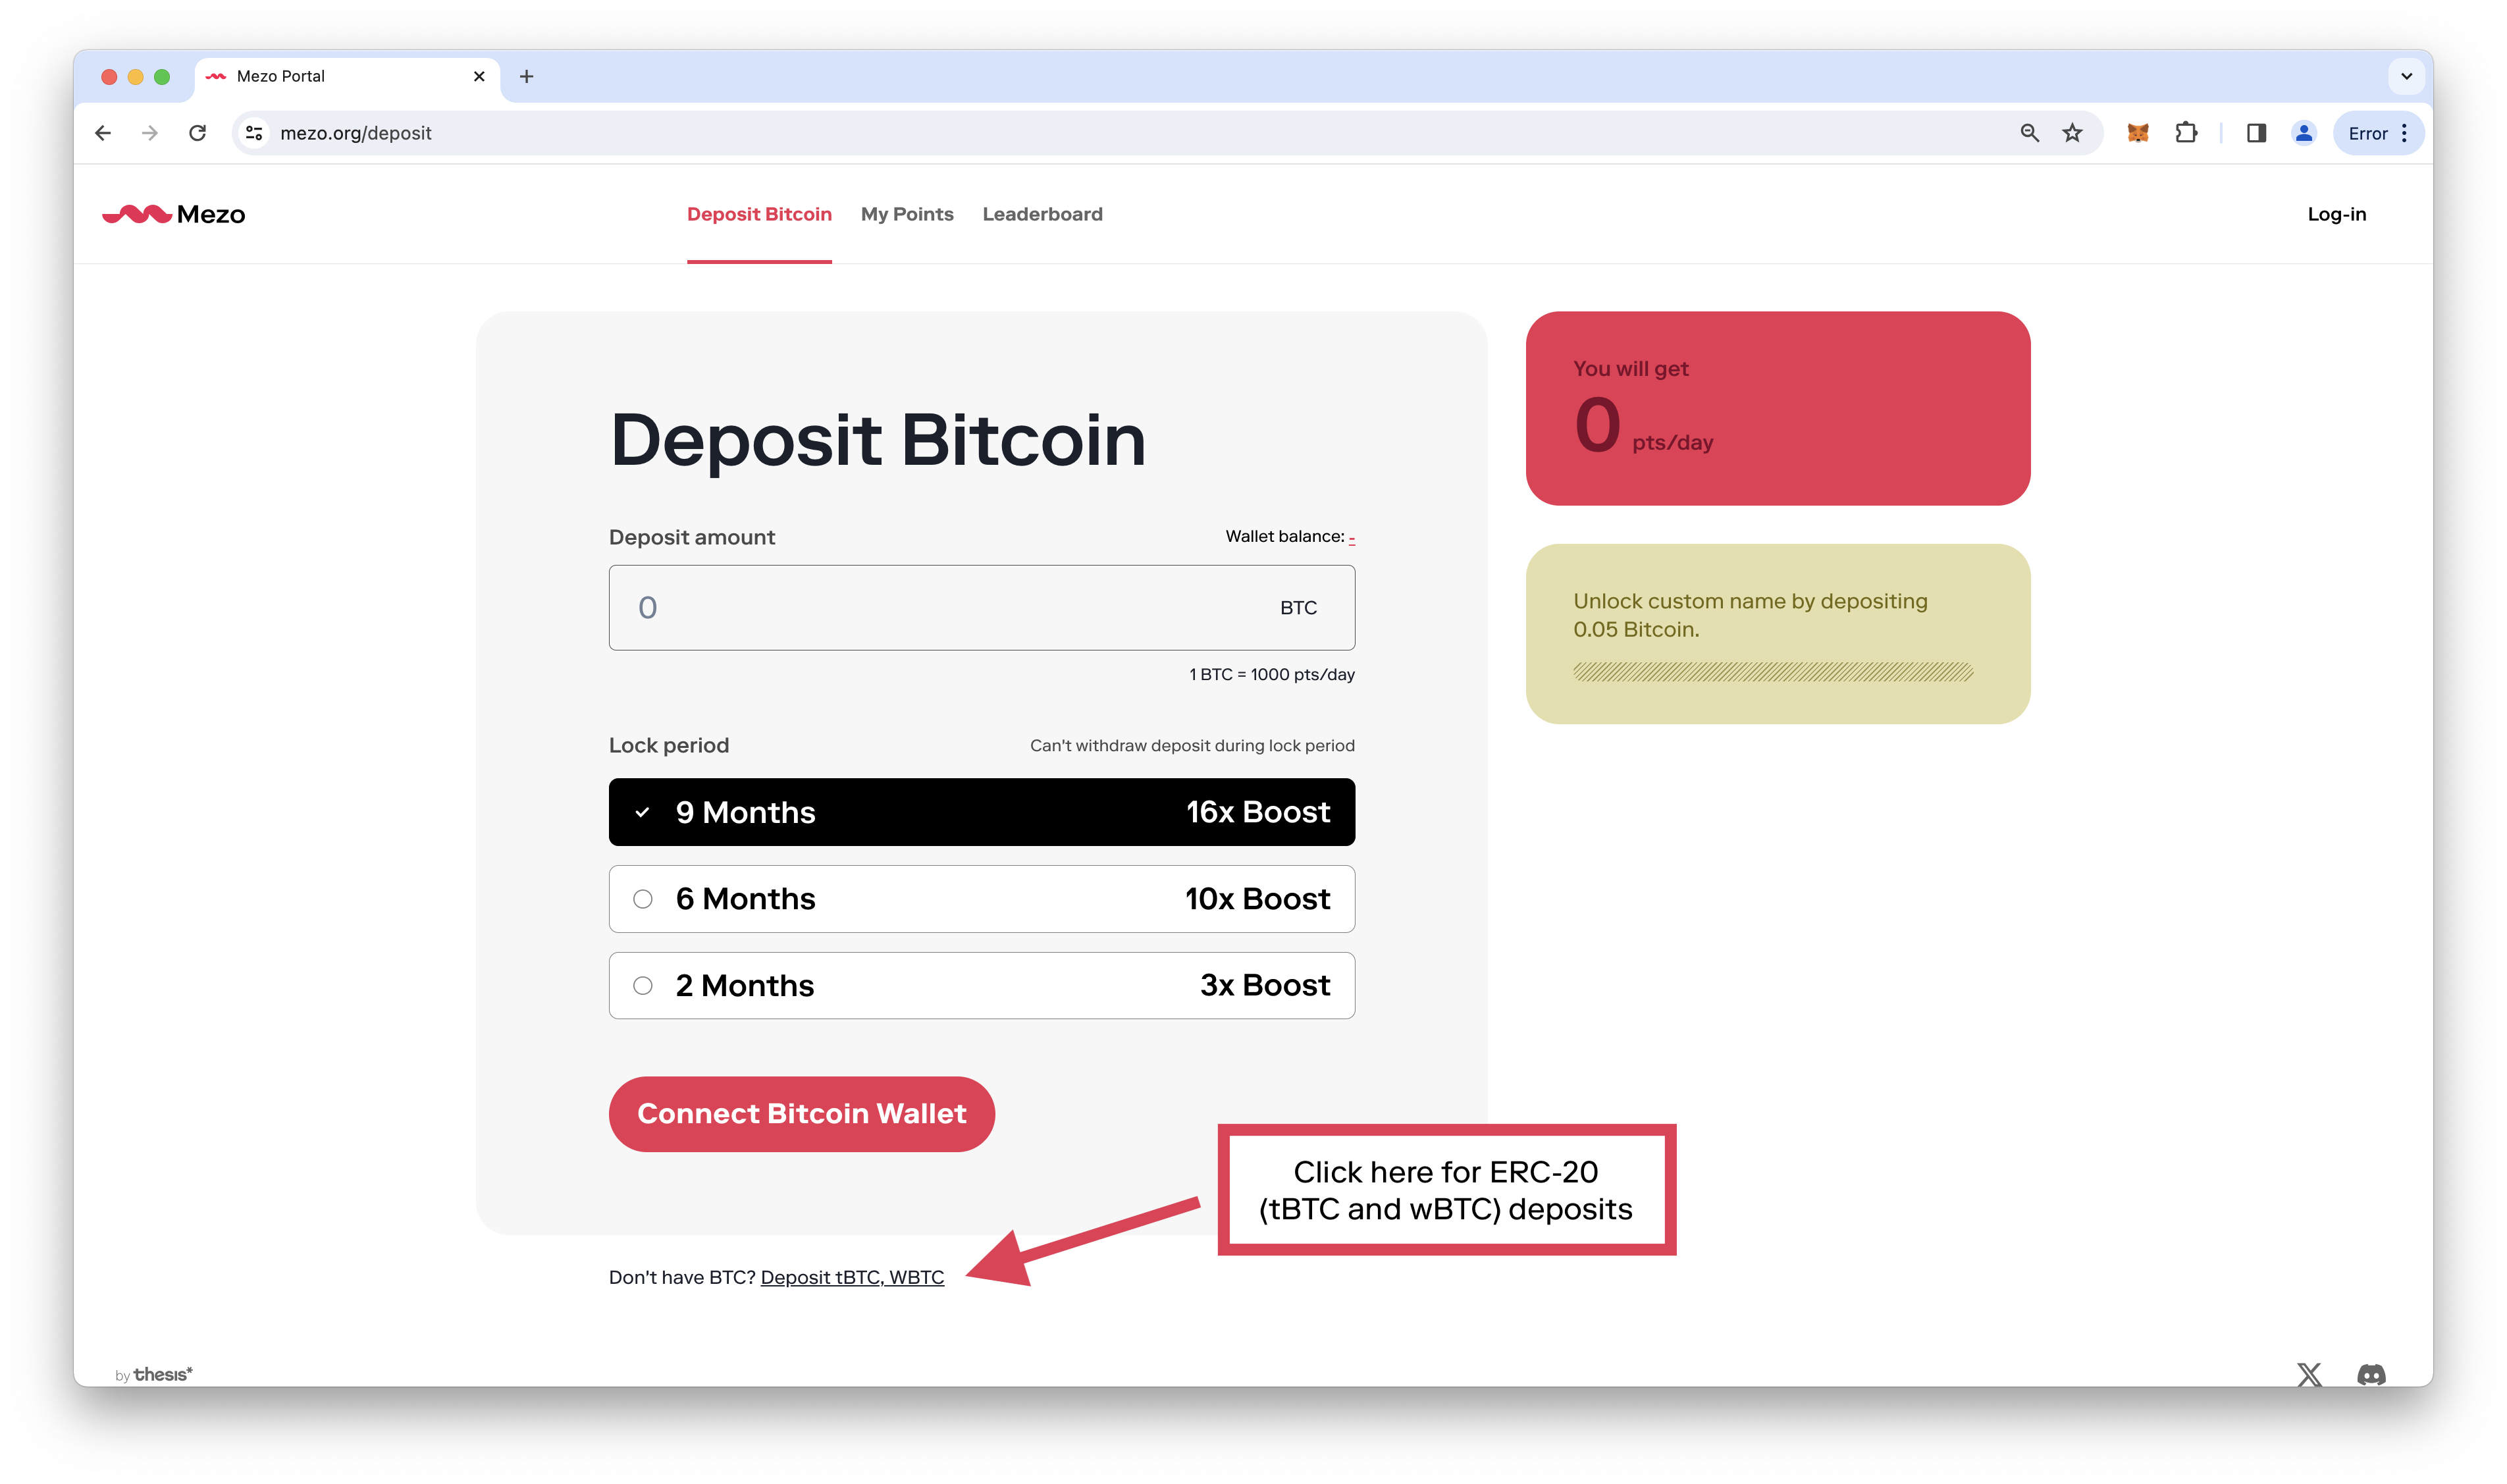 Mezo Portal
mezo.org/deposit
Error
Mezo
Deposit Bitcoin
My Points
Leaderboard
Log-in
Deposit Bitcoin
Deposit amount
Wallet balance: -
0
BTC
1 BTC = 1000 pts/day
Lock period
Can't withdraw deposit during lock period
9 Months
16x Boost
6 Months
10x Boost
2 Months
3x Boost
Connect Bitcoin Wallet
You will get
0 pts/day
Unlock custom name by depositing
0.05 Bitcoin.
Click here for ERC-20
(tBTC and wBTC) deposits
Don't have BTC? Deposit tBTC, WBTC
by thesis*